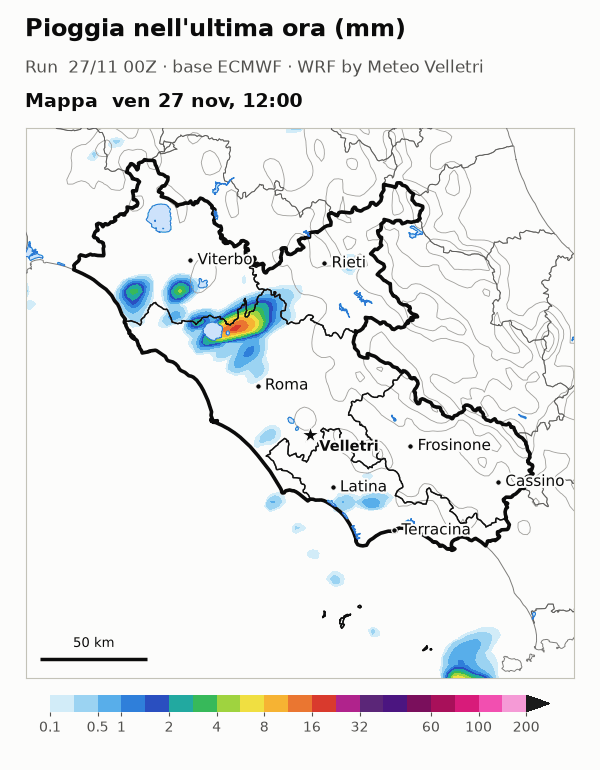 Pioggia nell'ultima ora (mm)
Run  27/11 00Z · base ECMWF · WRF by Meteo Velletri
Mappa  ven 27 nov, 12:00
Viterbo
Rieti
Roma
Velletri
Frosinone
Latina
Cassino
Terracina
50 km
0.1 0.5 1 2 4 8 16 32 60 100 200